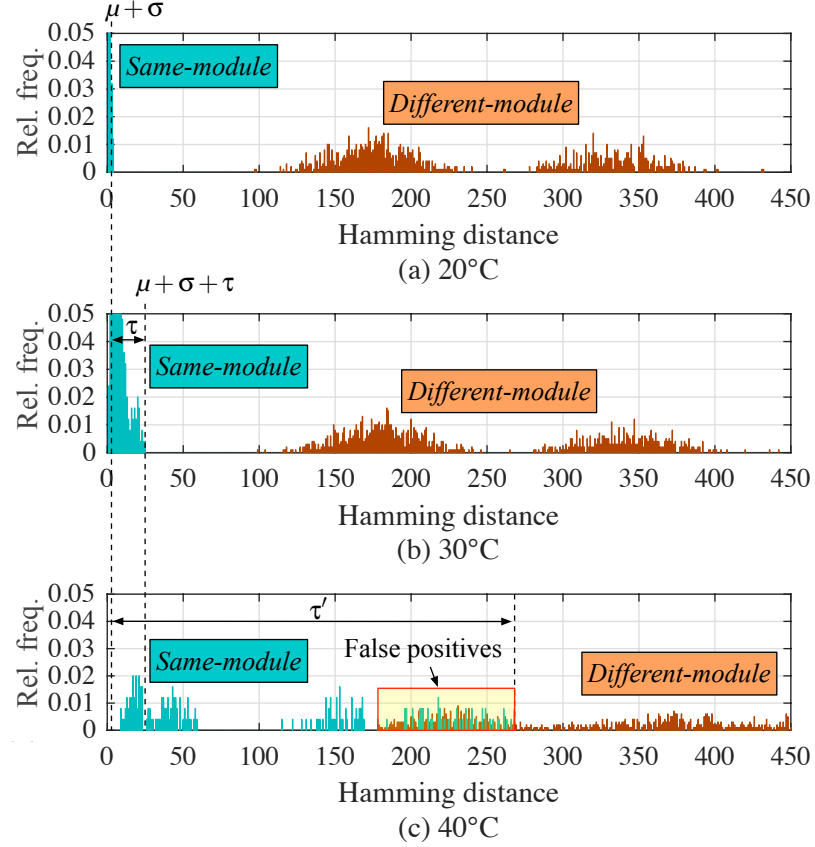 μ + σ
0.05
0.04
0.03
0.02
0.01
0
Rel. freq.
Same-module
Different-module
0 50 100 150 200 250 300 350 400 450
Hamming distance
(a) 20°C
μ + σ + τ
0.05
0.04
0.03
0.02
0.01
0
Rel. freq.
τ
Same-module
Different-module
0 50 100 150 200 250 300 350 400 450
Hamming distance
(b) 30°C
0.05
0.04
0.03
0.02
0.01
0
Rel. freq.
τ′
Same-module
False positives
Different-module
0 50 100 150 200 250 300 350 400 450
Hamming distance
(c) 40°C